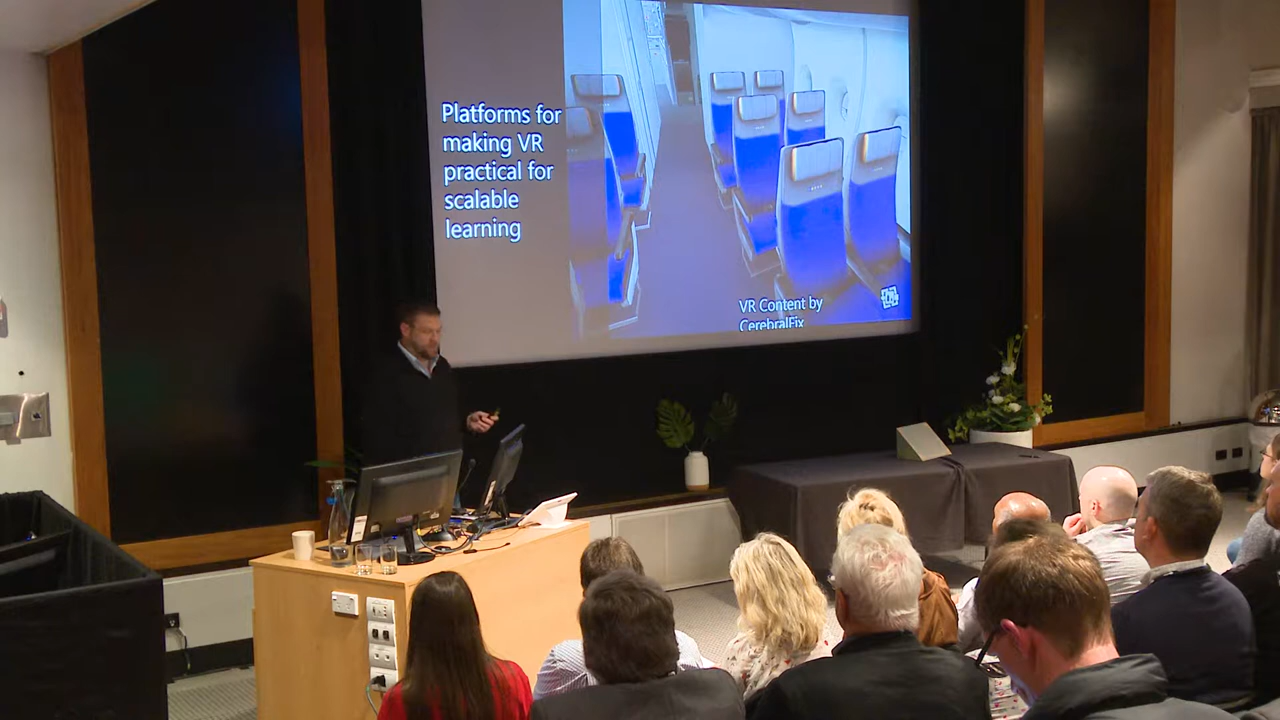 Platforms for
making VR
practical for
scalable
learning
VR Content by
CerebralFix